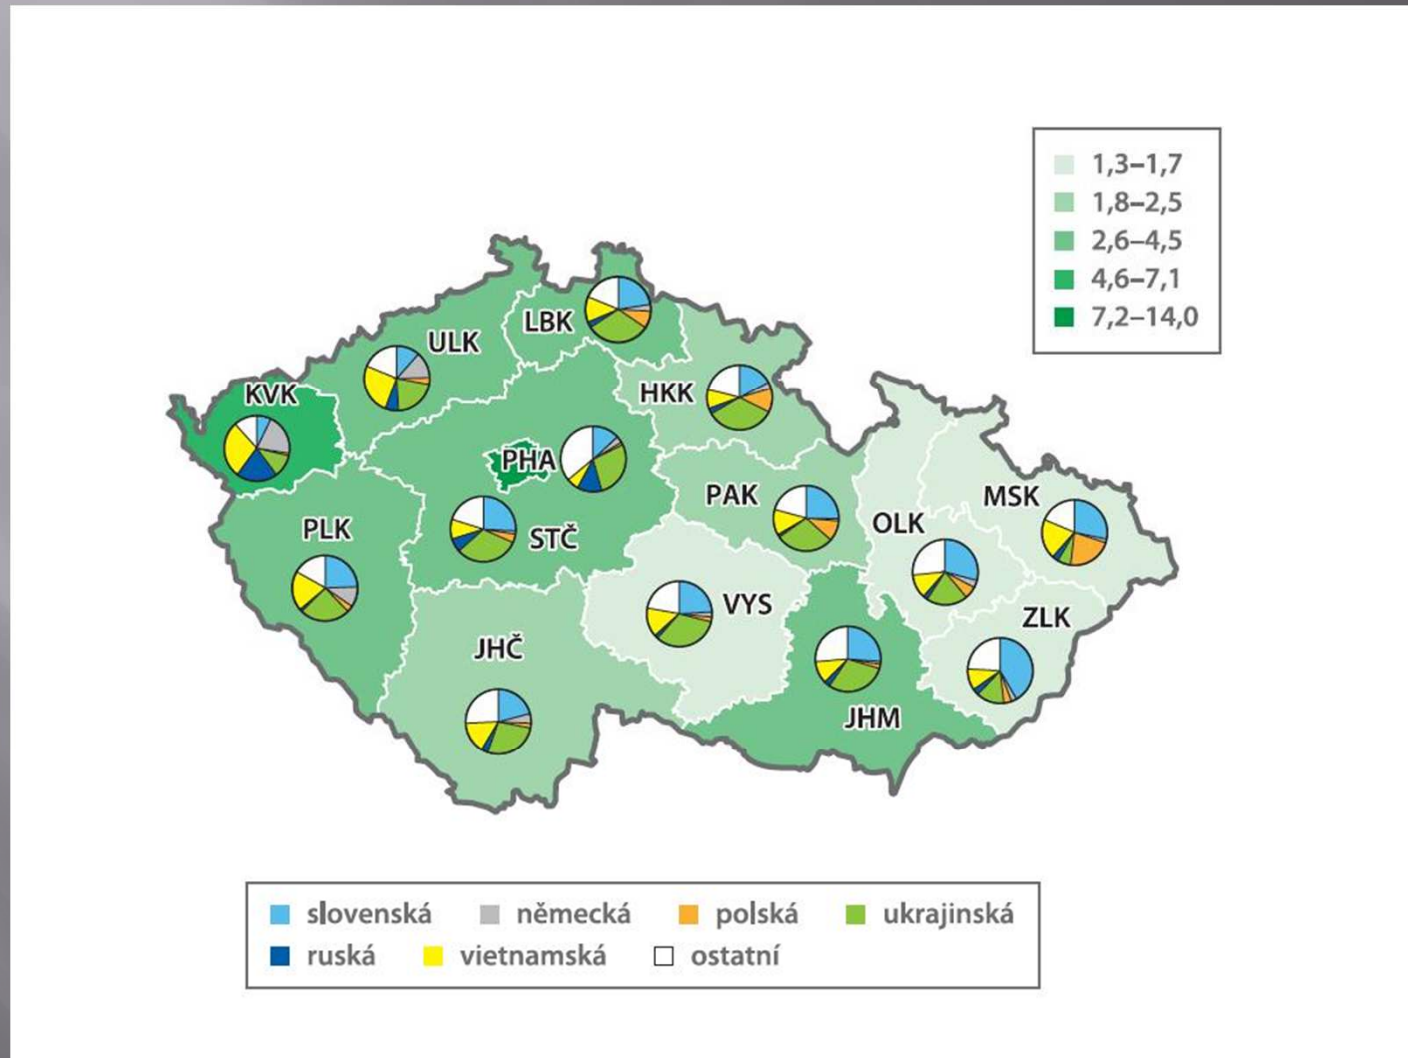 1,3–1,7
1,8–2,5
2,6–4,5
4,6–7,1
7,2–14,0
LBK
ULK
KVK
HKK
PHA
PAK
MSK
OLK
PLK
STČ
VYS
ZLK
JHČ
JHM
slovenská německá polská ukrajinská
ruská vietnamská ostatní